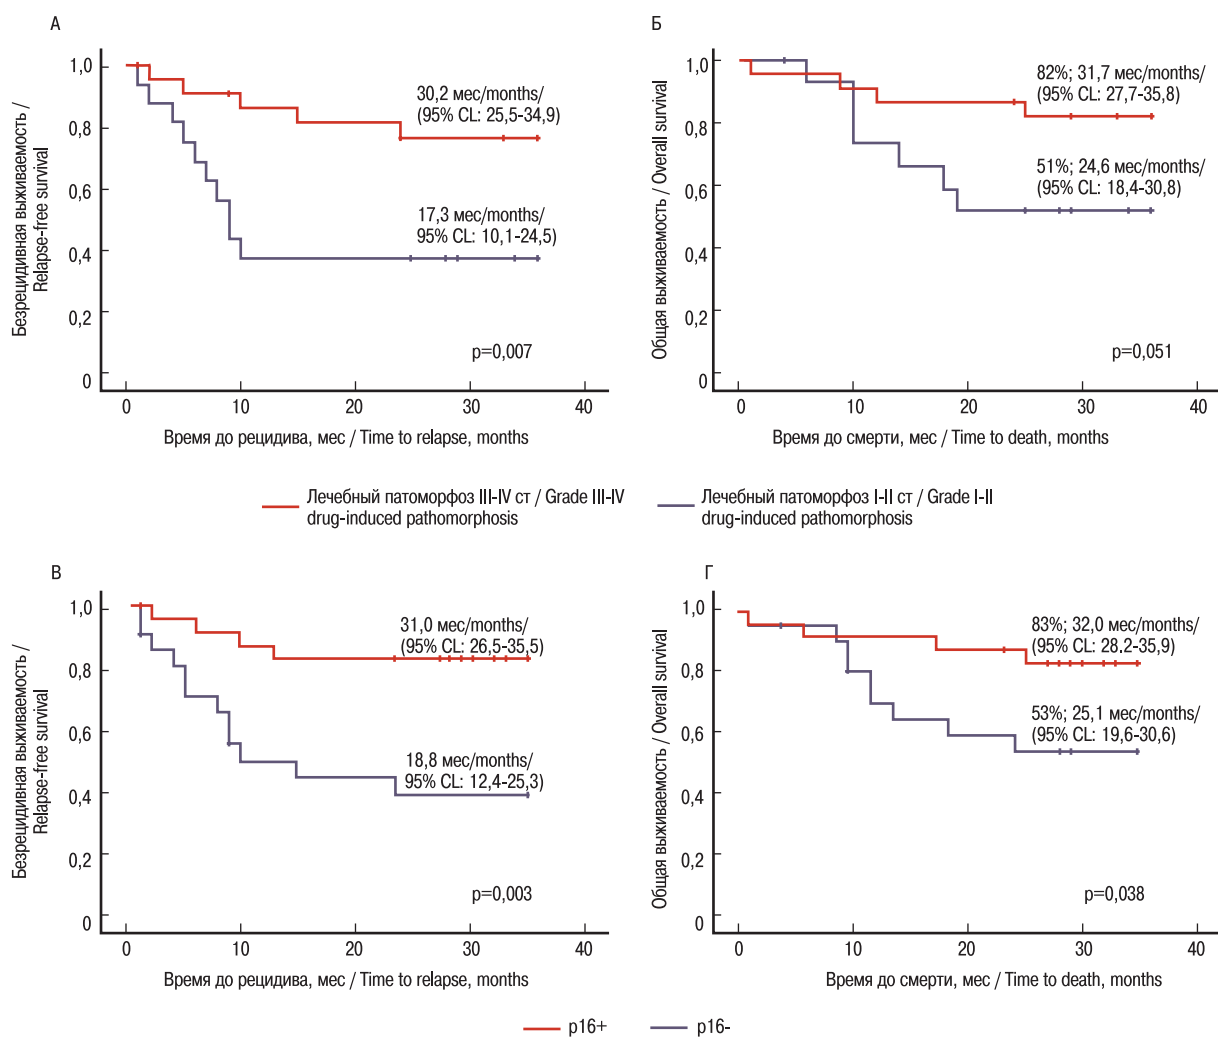 А
Безрецидивная выживаемость /
Relapse-free survival
1,0
0,8
0,6
0,4
0,2
0
30,2 мес/months/
(95% CL: 25,5-34,9)
17,3 мес/months/
95% CL: 10,1-24,5)
p=0,007
0 10 20 30 40
Время до рецидива, мес / Time to relapse, months
Б
Общая выживаемость / Overall survival
1,0
0,8
0,6
0,4
0,2
0
82%; 31,7 мес/months/
(95% CL: 27,7-35,8)
51%; 24,6 мес/months/
(95% CL: 18,4-30,8)
p=0,051
0 10 20 30 40
Время до смерти, мес / Time to death, months
Лечебный патоморфоз III-IV ст / Grade III-IV
drug-induced pathomorphosis
Лечебный патоморфоз I-II ст / Grade I-II
drug-induced pathomorphosis
В
Безрецидивная выживаемость /
Relapse-free survival
1,0
0,8
0,6
0,4
0,2
0
31,0 мес/months/
(95% CL: 26,5-35,5)
18,8 мес/months/
95% CL: 12,4-25,3)
p=0,003
0 10 20 30 40
Время до рецидива, мес / Time to relapse, months
Г
Общая выживаемость / Overall survival
1,0
0,8
0,6
0,4
0,2
0
83%; 32,0 мес/months/
(95% CL: 28.2-35,9)
53%; 25,1 мес/months/
(95% CL: 19,6-30,6)
p=0,038
0 10 20 30 40
Время до смерти, мес / Time to death, months
p16+
p16-